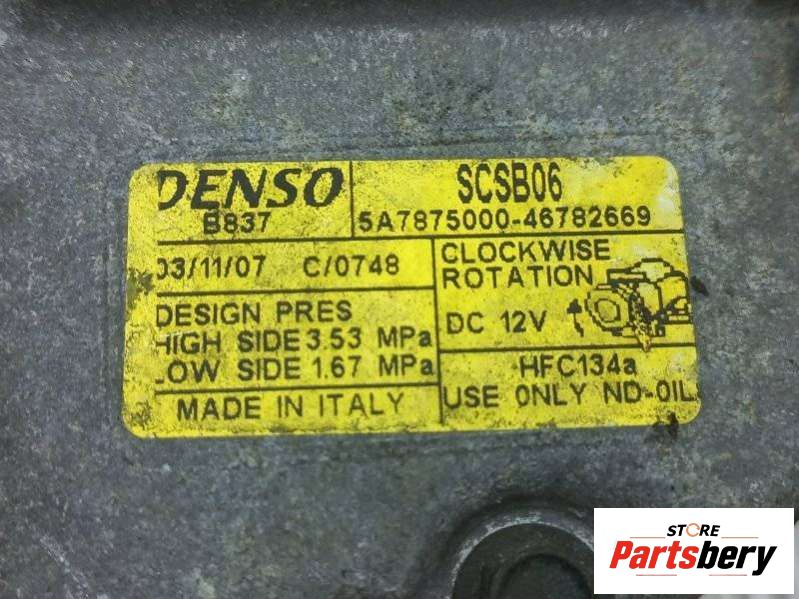 DENSO SCSB06
B837 5A7875000-46782669
03/11/07 C/0748 CLOCKWISE
ROTATION
DESIGN PRES
HIGH SIDE 3.53 MPa DC 12V
LOW SIDE 1.67 MPa HFC134a
MADE IN ITALY USE ONLY ND-OIL
STORE
Partsbery